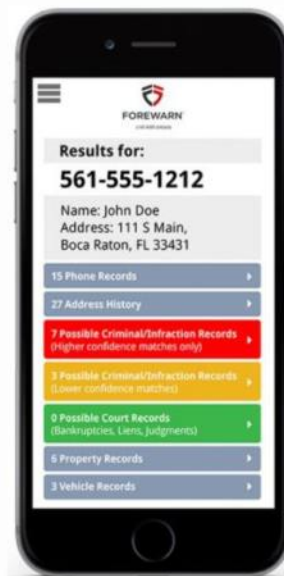 FOREWARN
Results for:
561-555-1212
Name: John Doe
Address: 111 S Main,
Boca Raton, FL 33431
15 Phone Records
27 Address History
7 Possible Criminal/Infraction Records
(Higher confidence matches only)
3 Possible Criminal/Infraction Records
(Lower confidence matches)
0 Possible Court Records
(Bankruptcies, Liens, Judgments)
6 Property Records
3 Vehicle Records